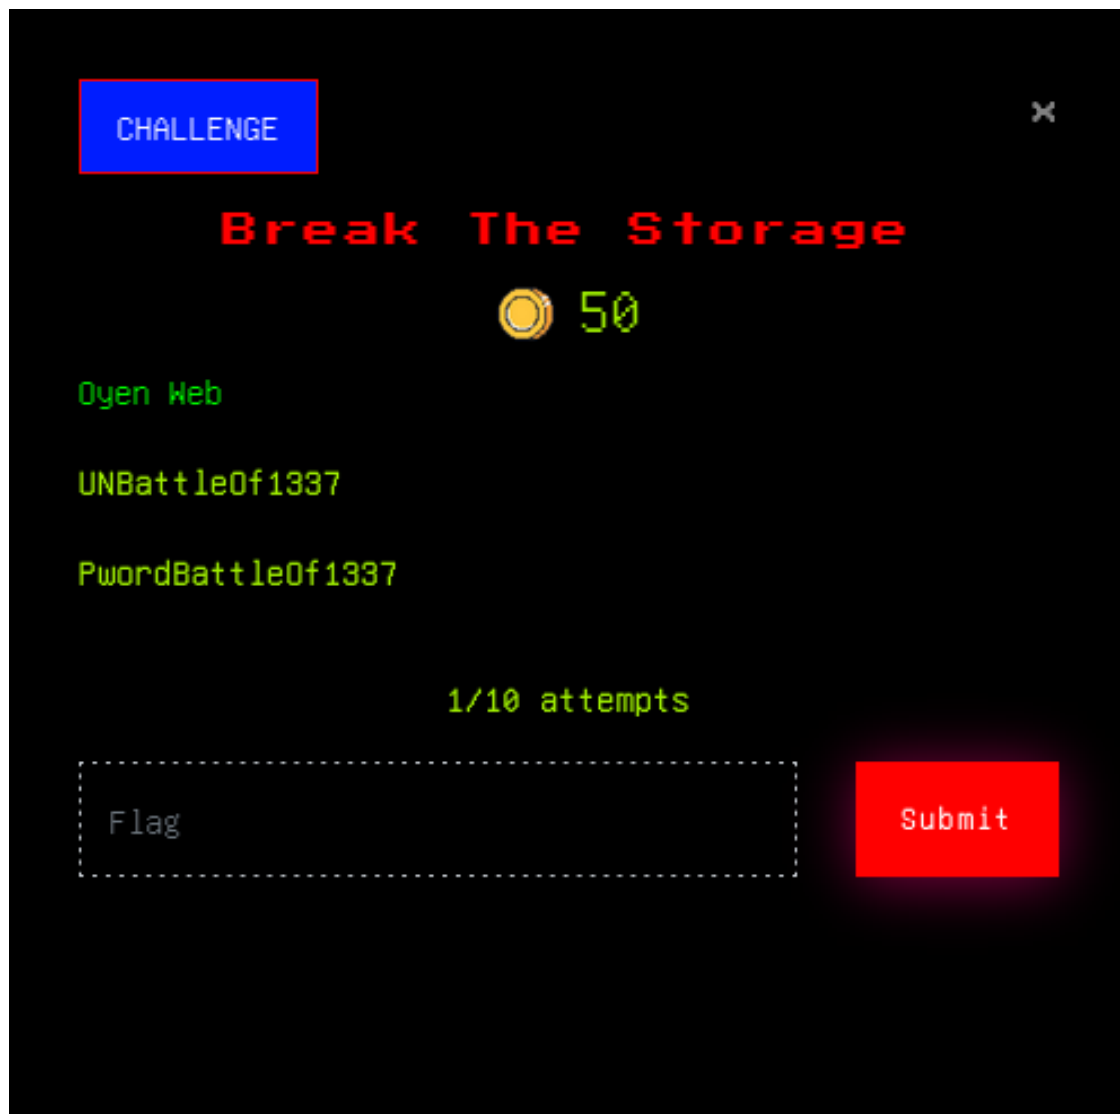 CHALLENGE
×
Break The Storage
50
Oyen Web
UNBattleOf1337
PwordBattleOf1337
1/10 attempts
Flag
Submit